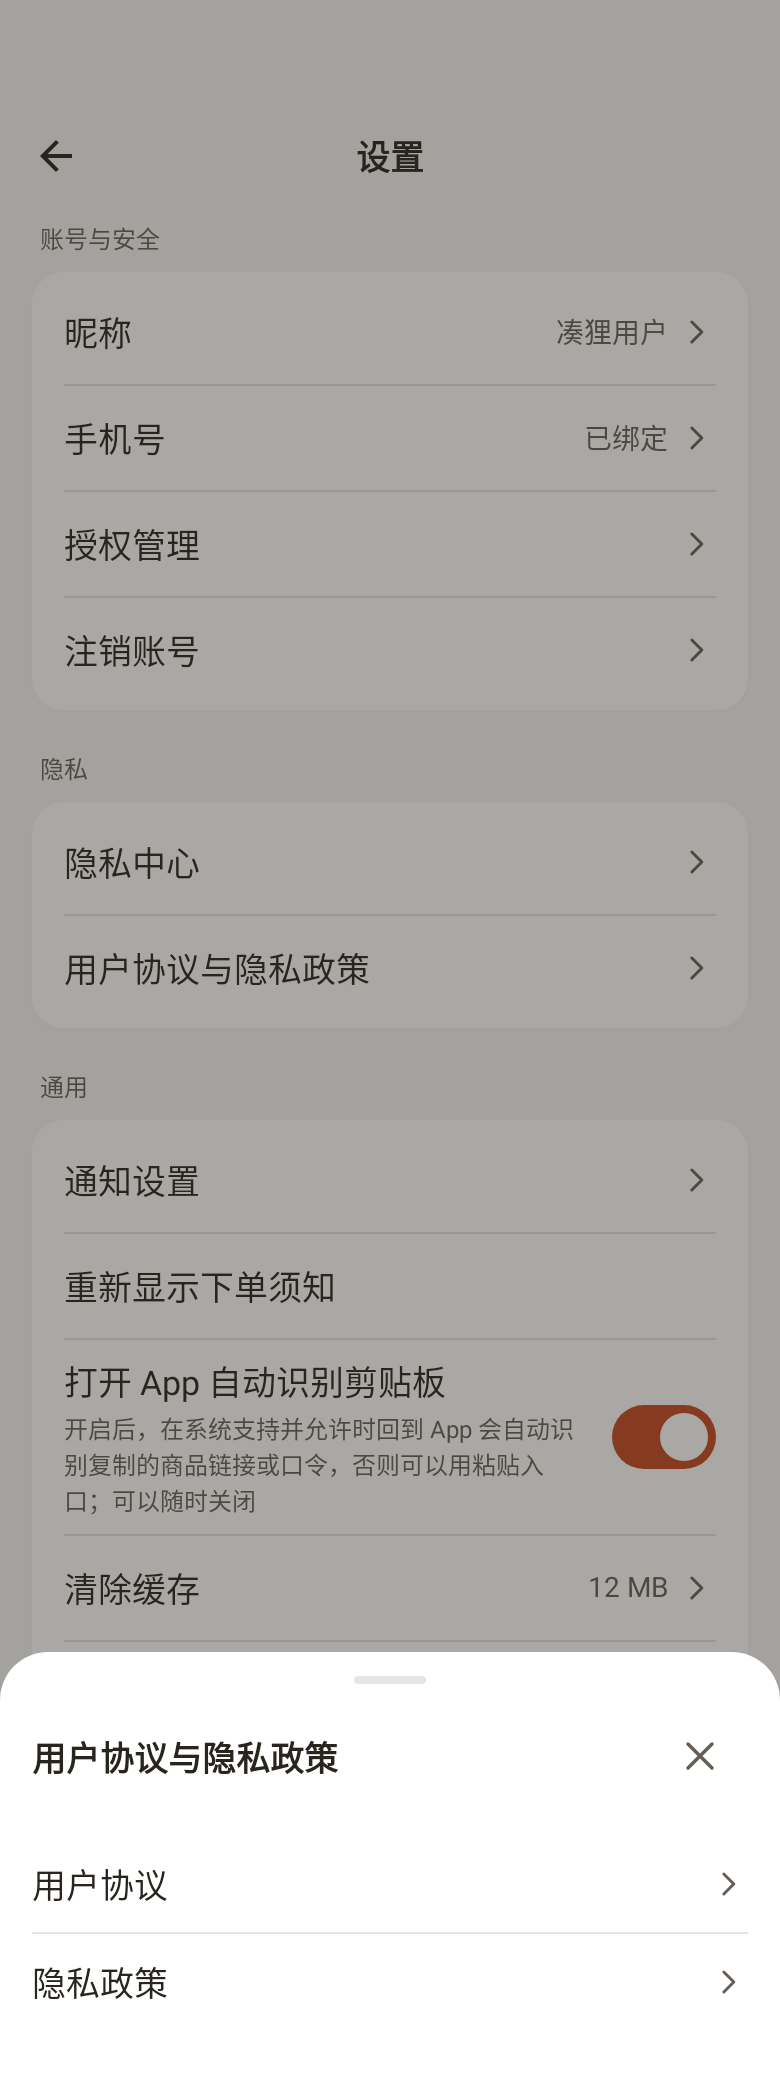 设置
账号与安全
昵称
凑狸用户
手机号
已绑定
授权管理
注销账号
隐私
隐私中心
用户协议与隐私政策
通用
通知设置
重新显示下单须知
打开 App 自动识别剪贴板
开启后，在系统支持并允许时回到 App 会自动识
别复制的商品链接或口令，否则可以用粘贴入
口；可以随时关闭
清除缓存
12 MB
用户协议与隐私政策
用户协议
隐私政策